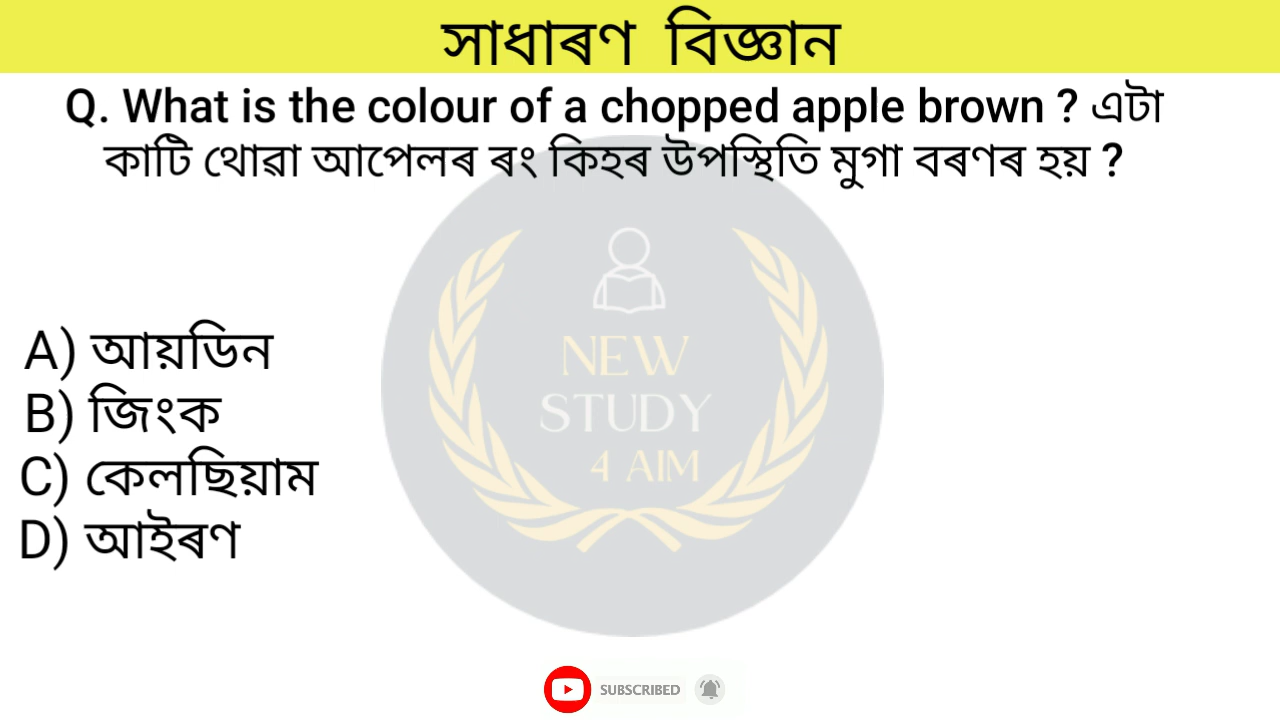 সাধাৰণ বিজ্ঞান
Q. What is the colour of a chopped apple brown ? এটা
কাটি থোৱা আপেলৰ ৰং কিহৰ উপস্থিতি মুগা বৰণৰ হয় ?
NEW
STUDY
4 AIM
A) আয়ডিন
B) জিংক
C) কেলছিয়াম
D) আইৰণ
SUBSCRIBED